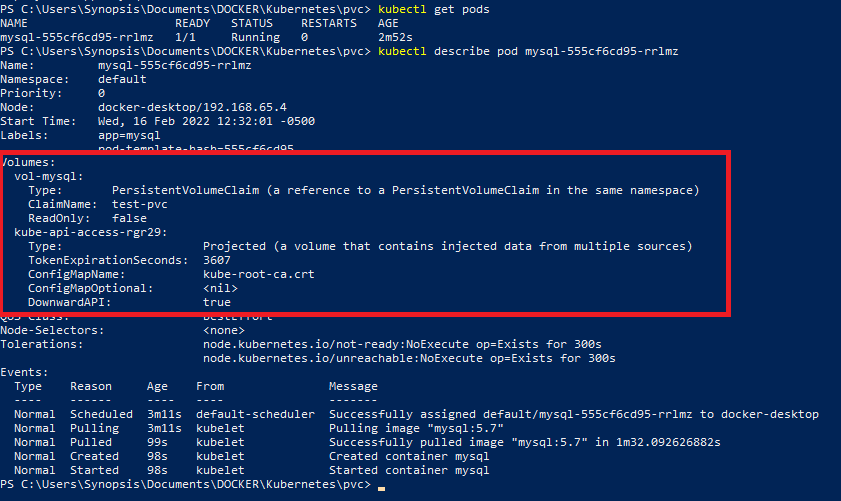 PS C:\Users\Synopsis\Documents\DOCKER\Kubernetes\pvc> kubectl get pods
NAME READY STATUS RESTARTS AGE
mysql-555cf6cd95-rrlmz 1/1 Running 0 2m52s
PS C:\Users\Synopsis\Documents\DOCKER\Kubernetes\pvc> kubectl describe pod mysql-555cf6cd95-rrlmz
Name: mysql-555cf6cd95-rrlmz
Namespace: default
Priority: 0
Node: docker-desktop/192.168.65.4
Start Time: Wed, 16 Feb 2022 12:32:01 -0500
Labels: app=mysql
pod-template-hash=555cf6cd95
Volumes:
vol-mysql:
Type: PersistentVolumeClaim (a reference to a PersistentVolumeClaim in the same namespace)
ClaimName: test-pvc
ReadOnly: false
kube-api-access-rgr29:
Type: Projected (a volume that contains injected data from multiple sources)
TokenExpirationSeconds: 3607
ConfigMapName: kube-root-ca.crt
ConfigMapOptional: <nil>
DownwardAPI: true
QoS Class: BestEffort
Node-Selectors: <none>
Tolerations: node.kubernetes.io/not-ready:NoExecute op=Exists for 300s
node.kubernetes.io/unreachable:NoExecute op=Exists for 300s
Events:
Type Reason Age From Message
---- ------ ---- ---- -------
Normal Scheduled 3m11s default-scheduler Successfully assigned default/mysql-555cf6cd95-rrlmz to docker-desktop
Normal Pulling 3m11s kubelet Pulling image "mysql:5.7"
Normal Pulled 99s kubelet Successfully pulled image "mysql:5.7" in 1m32.092626882s
Normal Created 98s kubelet Created container mysql
Normal Started 98s kubelet Started container mysql
PS C:\Users\Synopsis\Documents\DOCKER\Kubernetes\pvc>